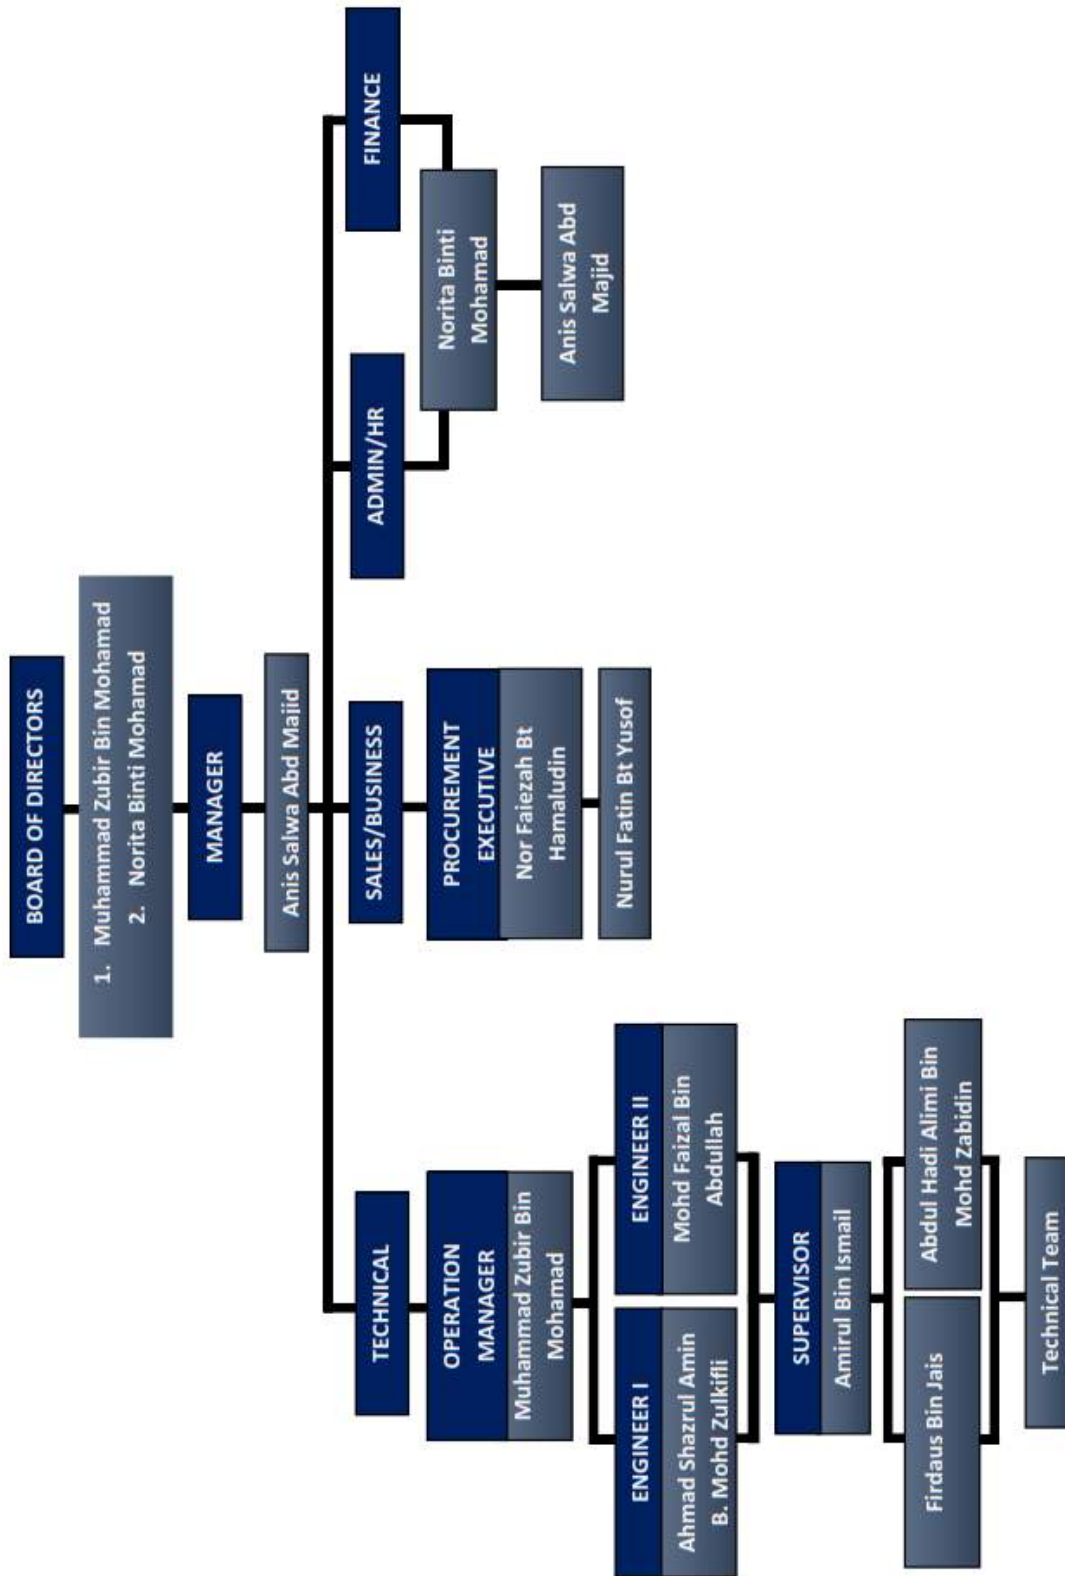 BOARD OF DIRECTORS
1. Muhammad Zubir Bin Mohamad
2. Norita Binti Mohamad
MANAGER
Anis Salwa Abd Majid
TECHNICAL
SALES/BUSINESS
ADMIN/HR
FINANCE
OPERATION
MANAGER
Muhammad Zubir Bin
Mohamad
PROCUREMENT
EXECUTIVE
Nor Faiezah Bt
Hamaludin
Nurul Fatin Bt Yusof
Norita Binti
Mohamad
Anis Salwa Abd
Majid
ENGINEER I
Ahmad Shazrul Amin
B. Mohd Zulkifli
ENGINEER II
Mohd Faizal Bin
Abdullah
SUPERVISOR
Amirul Bin Ismail
Firdaus Bin Jais
Abdul Hadi Alimi Bin
Mohd Zabidin
Technical Team